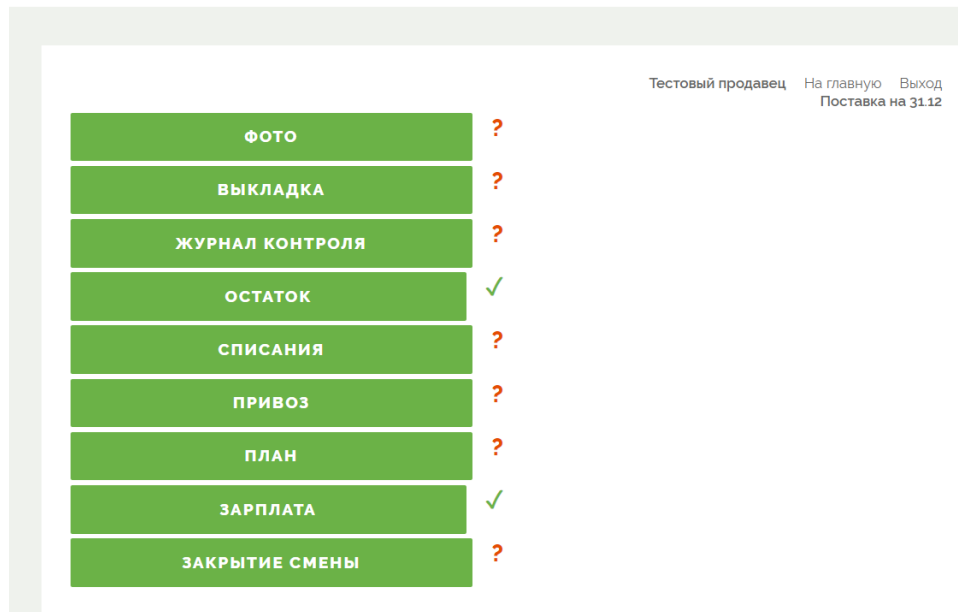 Тестовый продавец На главную Выход
Поставка на 31.12
ФОТО ?
ВЫКЛАДКА ?
ЖУРНАЛ КОНТРОЛЯ ?
ОСТАТОК ✓
СПИСАНИЯ ?
ПРИВОЗ ?
ПЛАН ?
ЗАРПЛАТА ✓
ЗАКРЫТИЕ СМЕНЫ ?